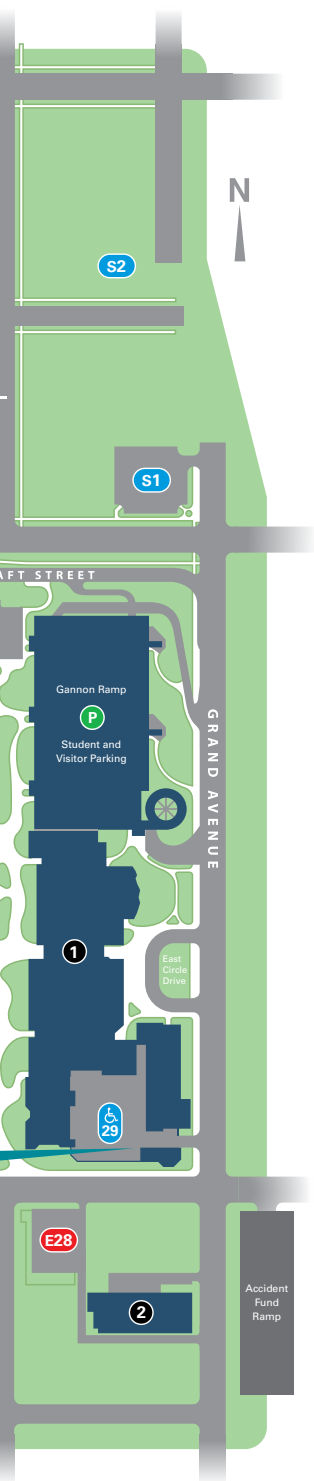 N
S2
S1
AFT STREET
Gannon Ramp
P
Student and
Visitor Parking
GRAND AVENUE
1
East
Circle
Drive
29
E28
2
Accident
Fund
Ramp